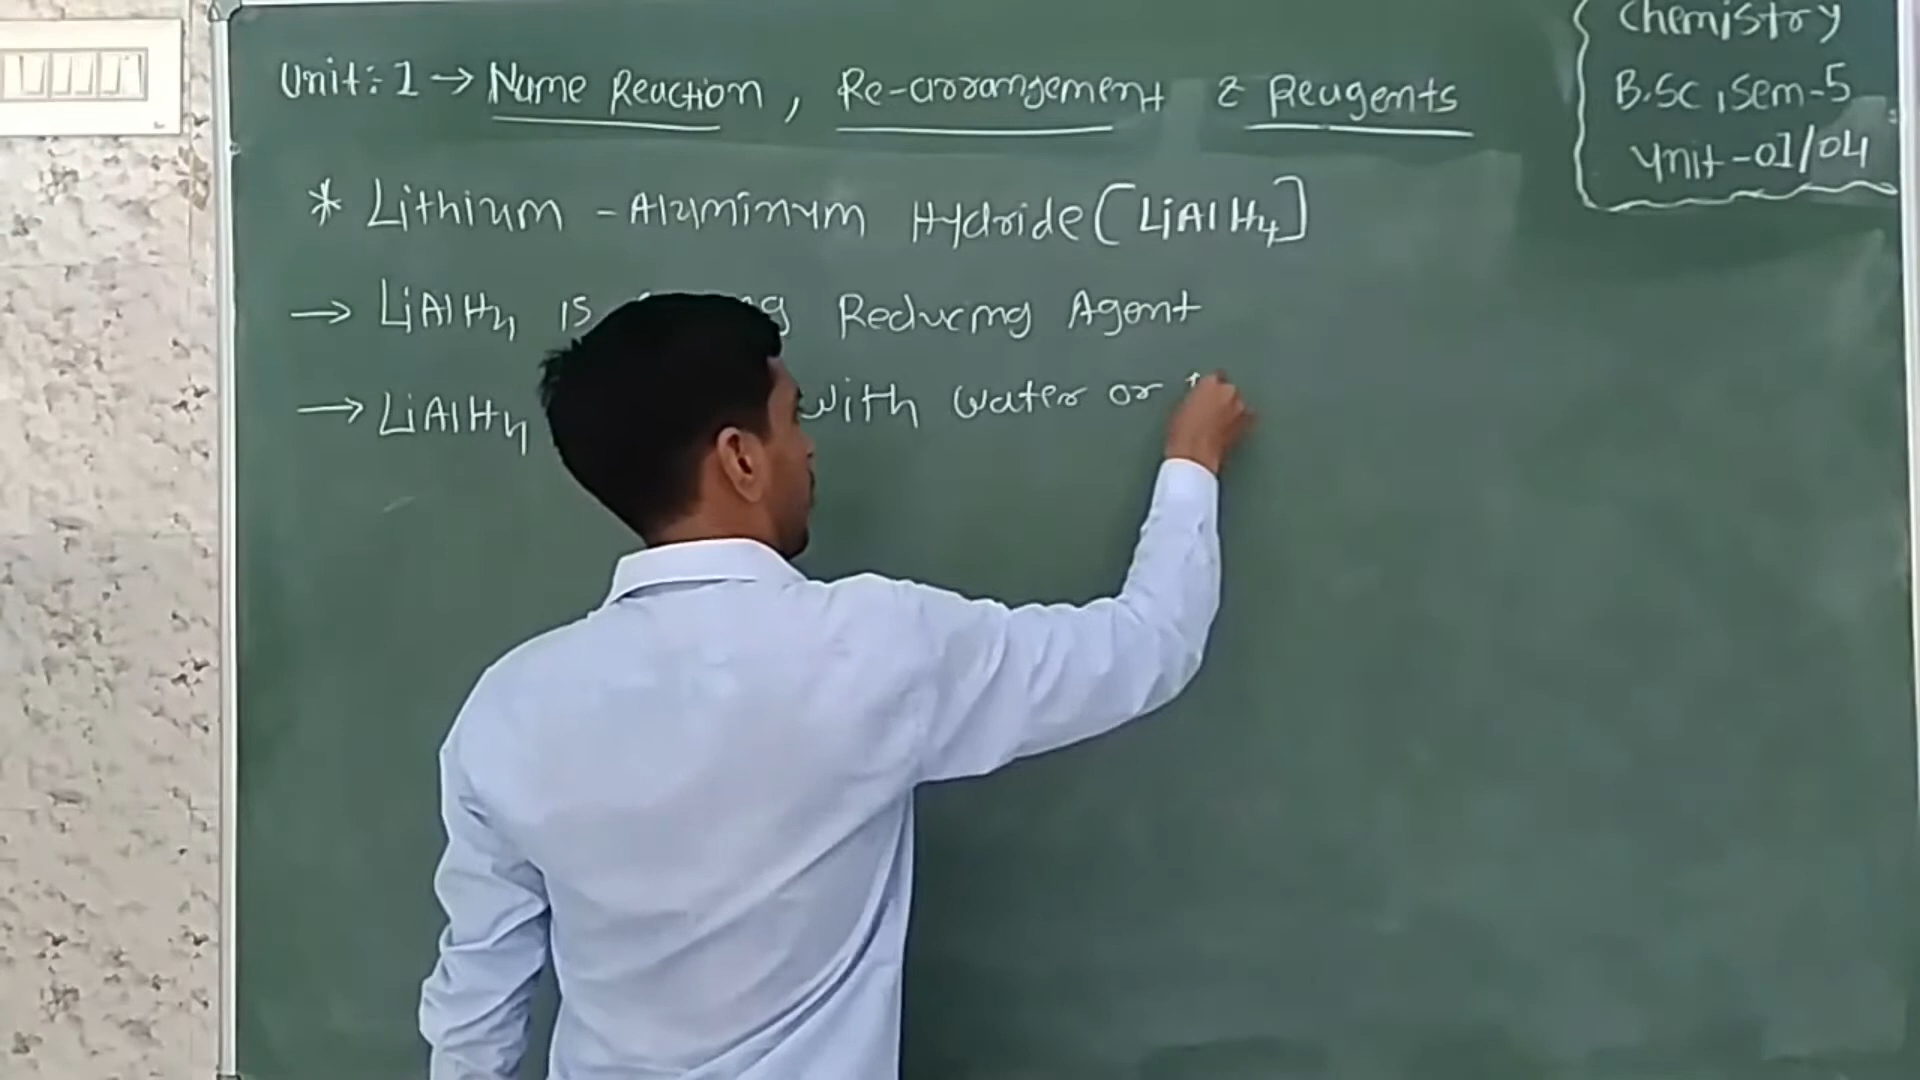 Unit:1 → Name Reaction, Re-arrangement & Reagents
* Lithium - Aluminium Hydride [LiAlH4]
→ LiAlH4 is Reducing Agent
→ LiAlH4 with water or
Chemistry
B.Sc, Sem-5
Unit-01/04